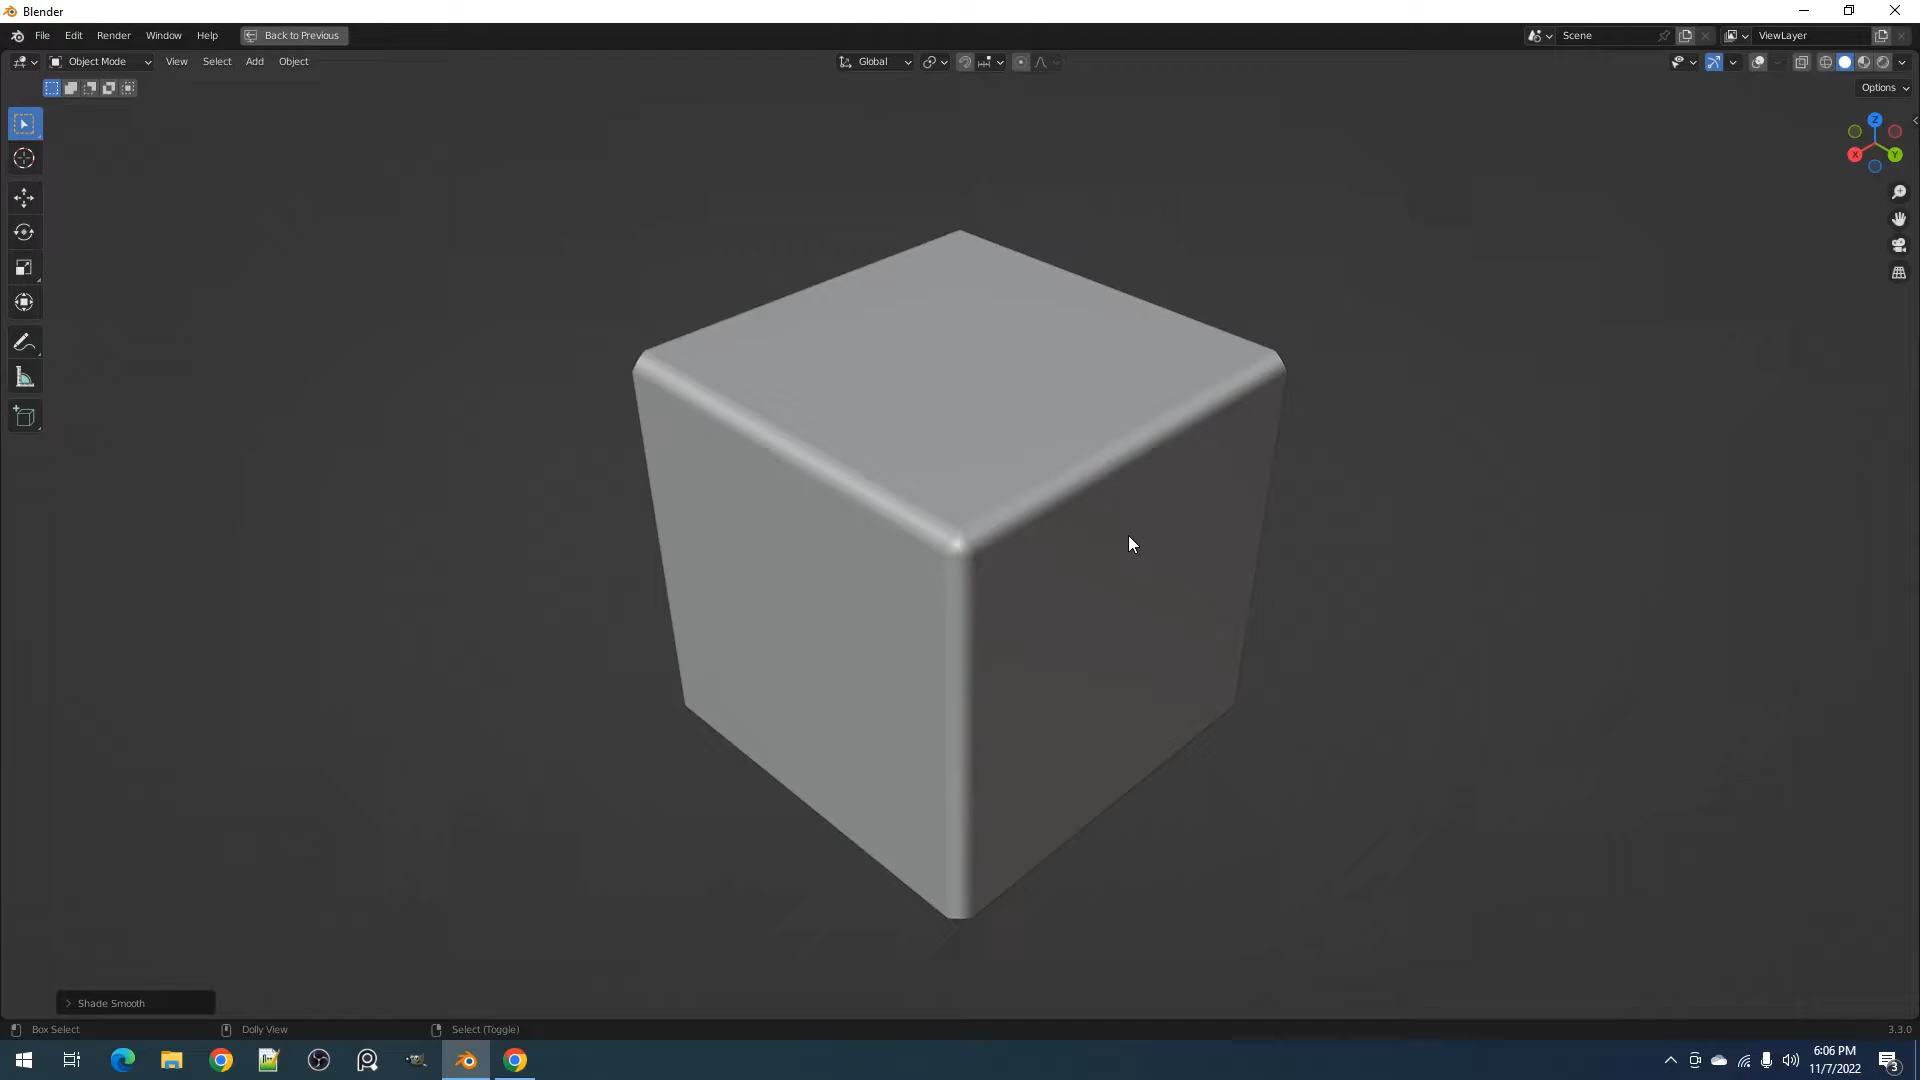 Blender
File Edit Render Window Help Back to Previous Scene ViewLayer
Object Mode View Select Add Object Global
Options
Z
X Y
Shade Smooth
Box Select Dolly View Select (Toggle) 3.3.0
6:06 PM
11/7/2022
3